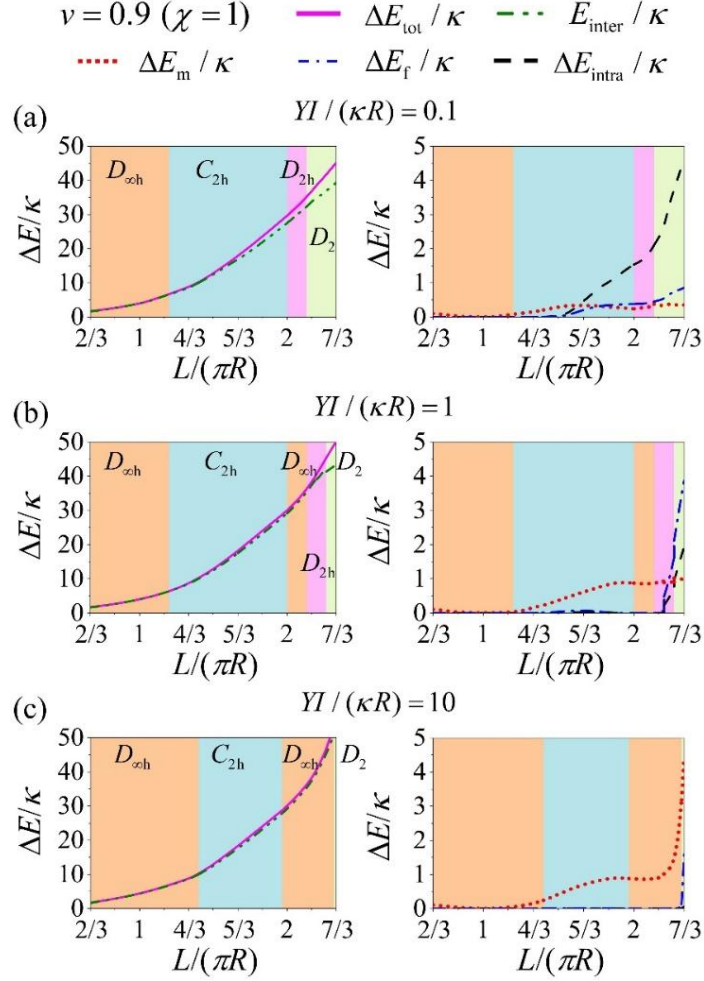 v = 0.9 (χ = 1)   ΔE_tot / κ   E_inter / κ
ΔE_m / κ   ΔE_f / κ   ΔE_intra / κ
(a)   YI / (κR) = 0.1
50 40 30 20 10 0
ΔE/κ
D_∞h C_2h D_2h D_2
2/3 1 4/3 5/3 2 7/3
L/(πR)
5 4 3 2 1 0
ΔE/κ
2/3 1 4/3 5/3 2 7/3
L/(πR)
(b)   YI / (κR) = 1
50 40 30 20 10 0
ΔE/κ
D_∞h C_2h D_∞h D_2
D_2h
2/3 1 4/3 5/3 2 7/3
L/(πR)
5 4 3 2 1 0
ΔE/κ
2/3 1 4/3 5/3 2 7/3
L/(πR)
(c)   YI / (κR) = 10
50 40 30 20 10 0
ΔE/κ
D_∞h C_2h D_∞h D_2
2/3 1 4/3 5/3 2 7/3
L/(πR)
5 4 3 2 1 0
ΔE/κ
2/3 1 4/3 5/3 2 7/3
L/(πR)